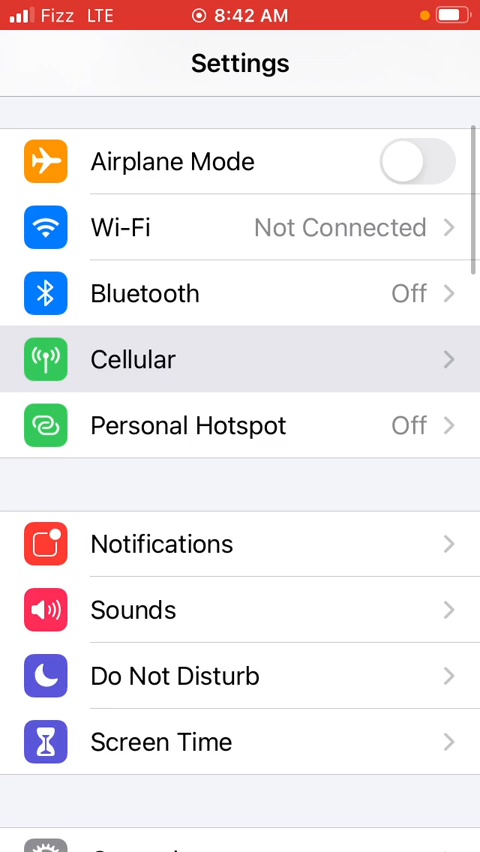 Fizz LTE 8:42 AM
Settings
Airplane Mode
Wi-Fi Not Connected
Bluetooth Off
Cellular
Personal Hotspot Off
Notifications
Sounds
Do Not Disturb
Screen Time